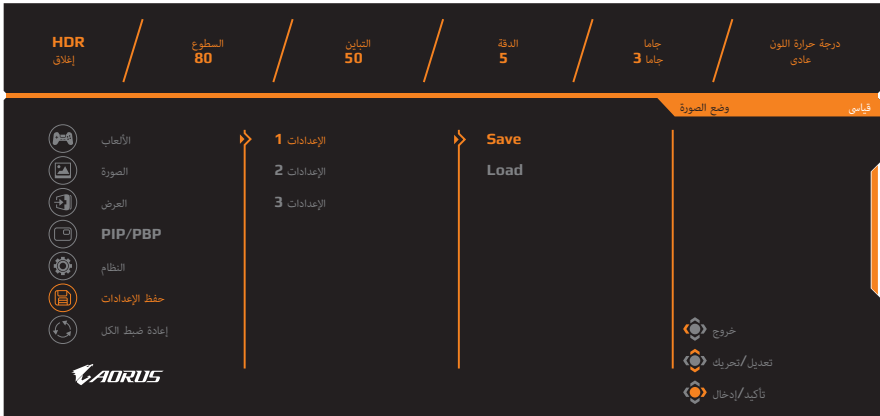 HDR
إغلاق
السطوع
80
التباين
50
الدقة
5
جاما
جاما 3
درجة حرارة اللون
عادى
وضع الصورة
قياسى
الألعاب
الصورة
العرض
PIP/PBP
النظام
حفظ الإعدادات
إعادة ضبط الكل
الإعدادات 1
الإعدادات 2
الإعدادات 3
Save
Load
خروج
تعديل/تحريك
تأكيد/إدخال
AORUS